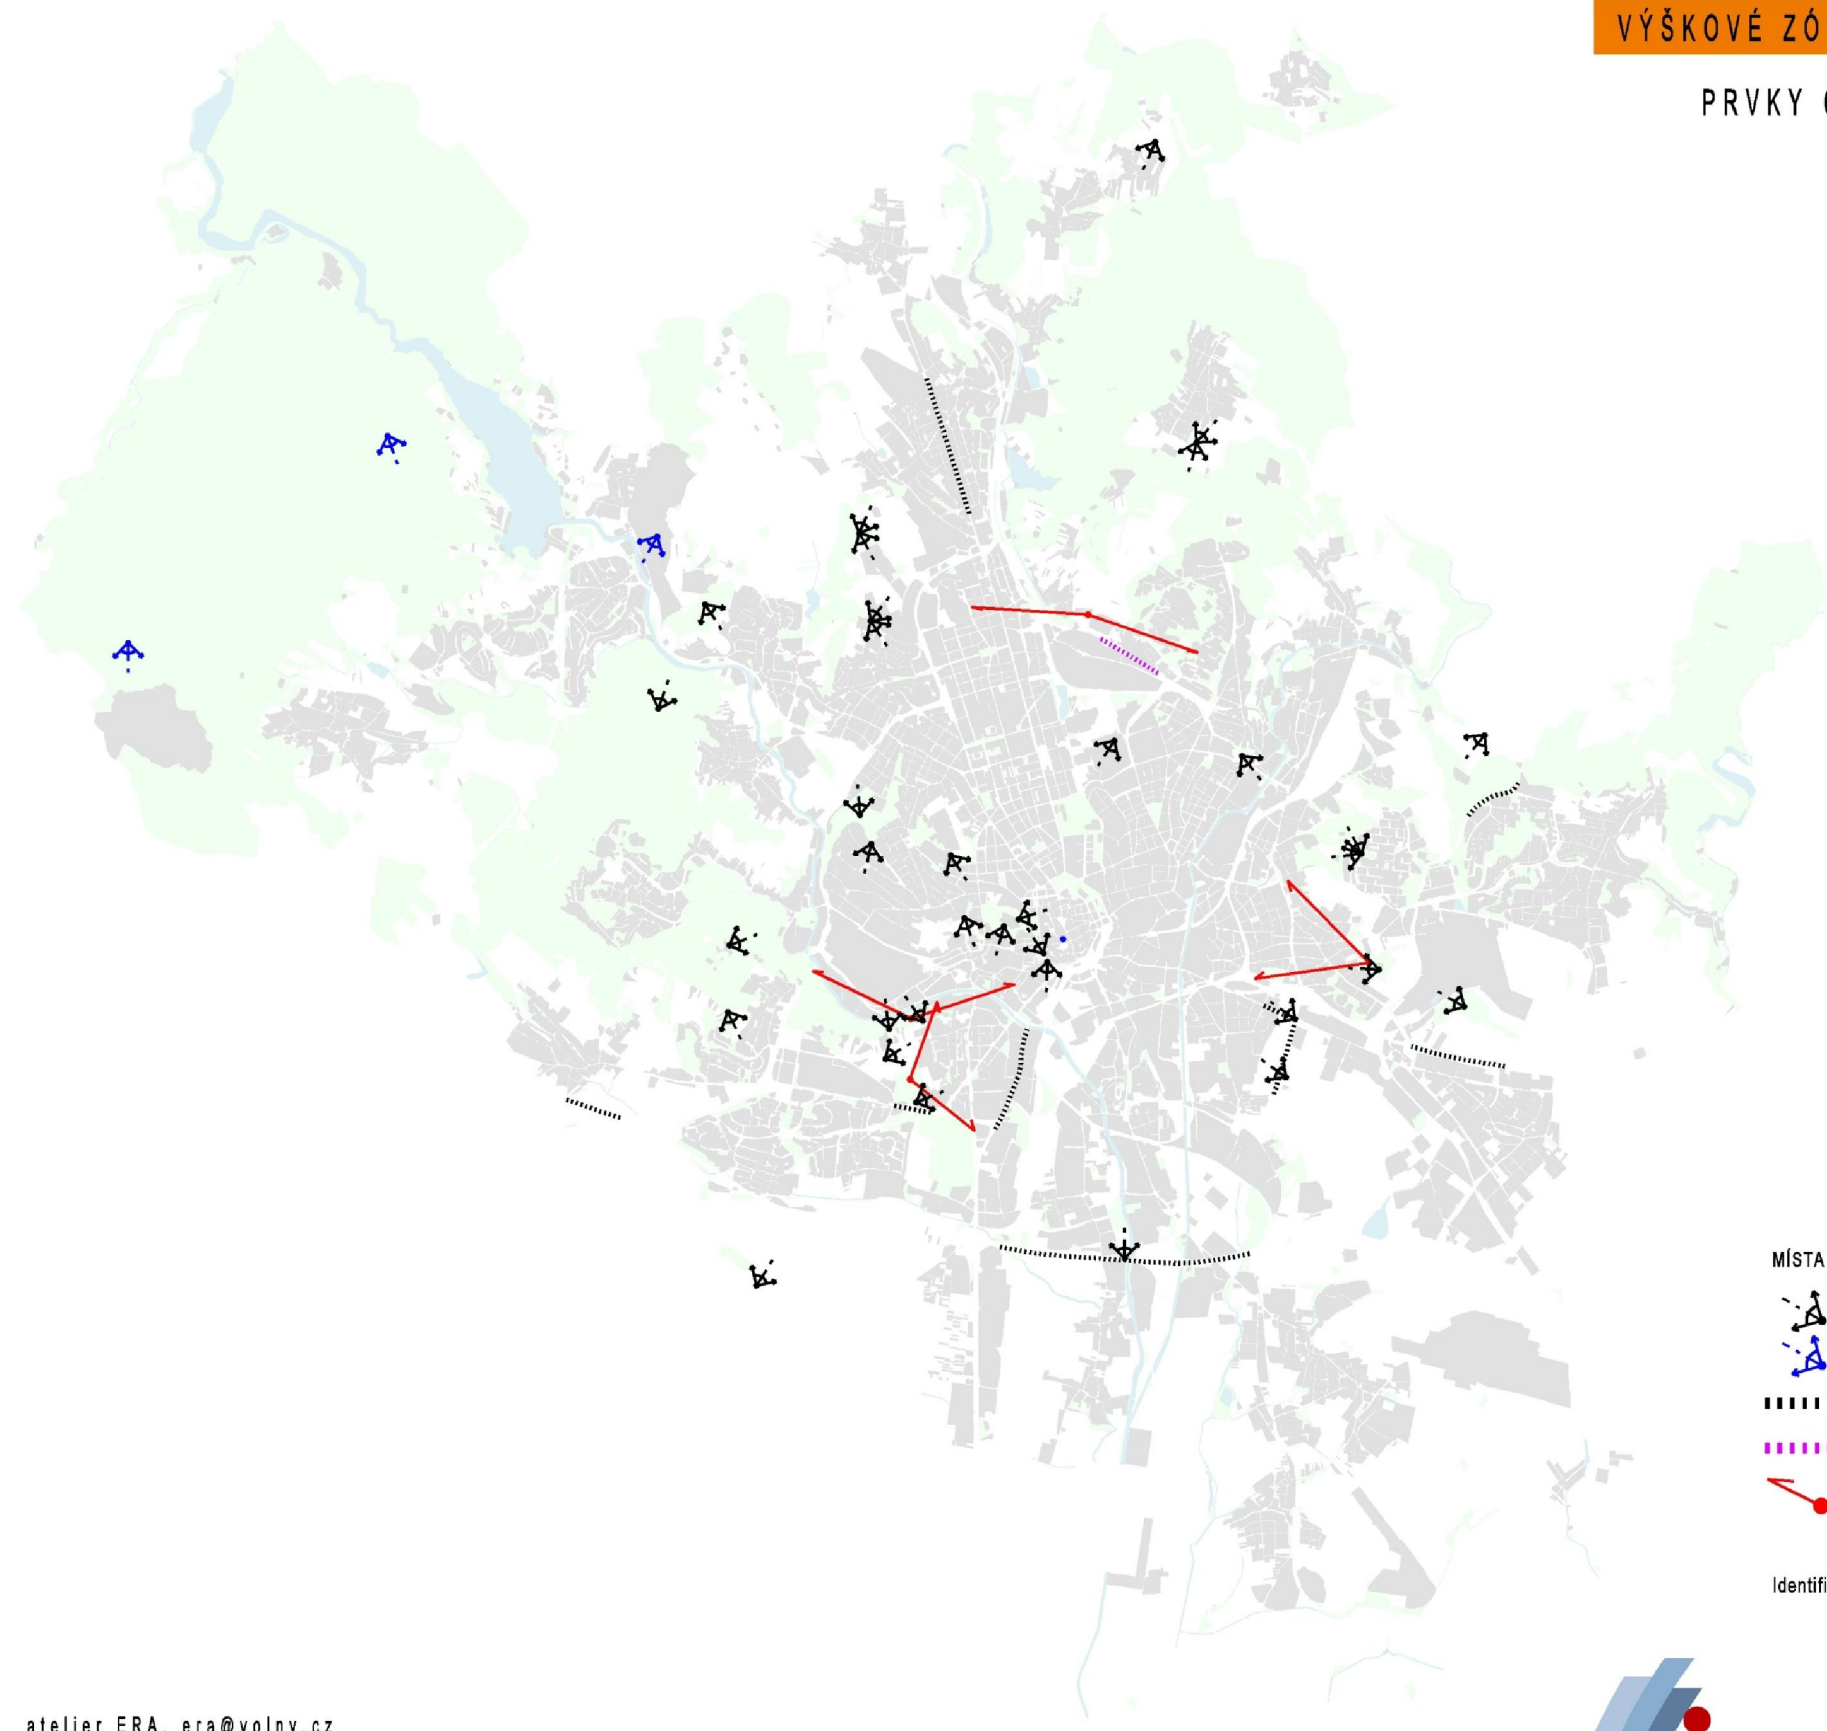 VÝŠKOVÉ ZÓ
PRVKY
MÍSTA
Identifi
atelier ERA, era@volny.cz